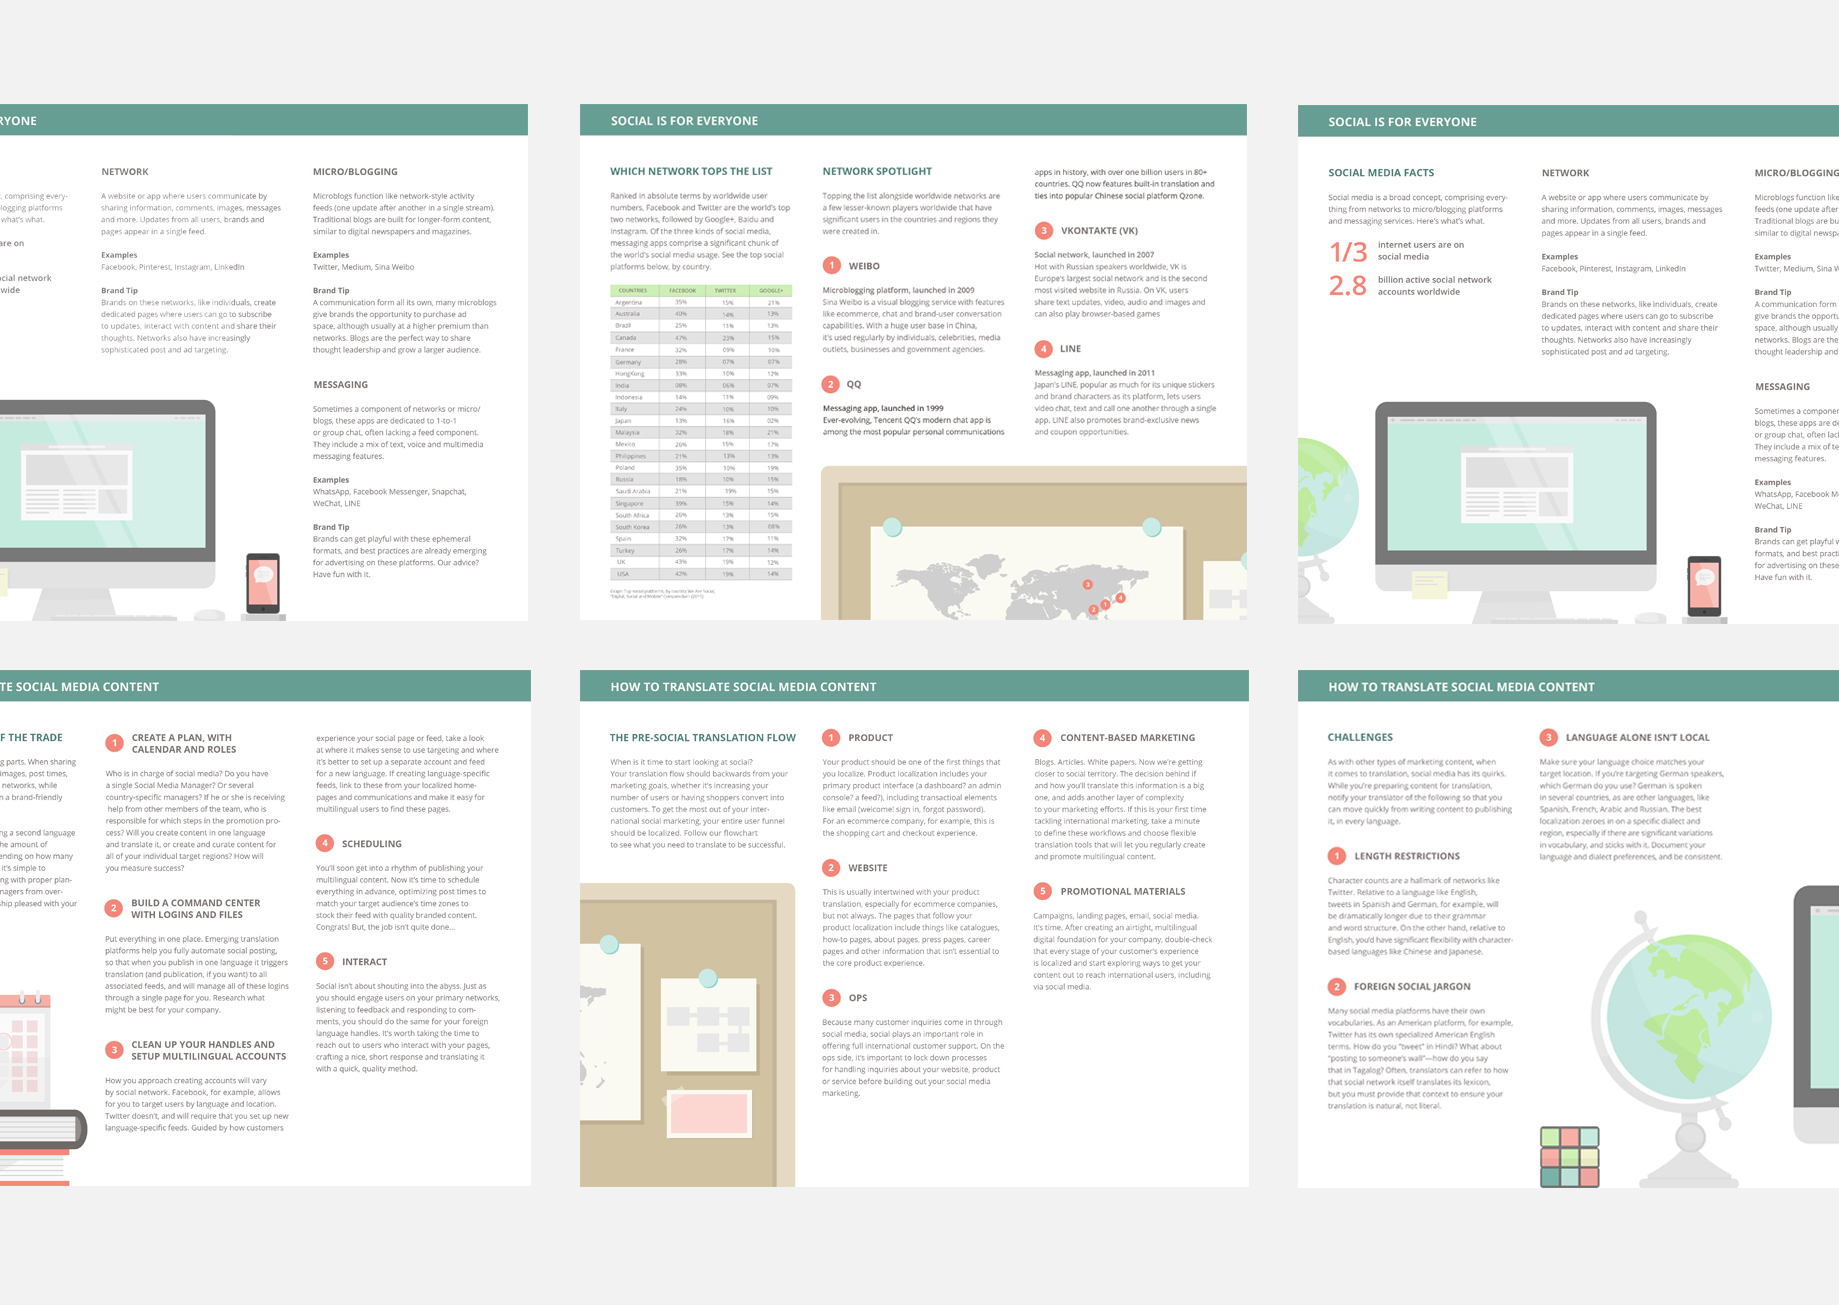 RYONE
, comprising every-
logging platforms
what's what.
are on
ocial network
wide
NETWORK
A website or app where users communicate by
sharing information, comments, images, messages
and more. Updates from all users, brands and
pages appear in a single feed.
Examples
Facebook, Pinterest, Instagram, LinkedIn
Brand Tip
Brands on these networks, like individuals, create
dedicated pages where users can go to subscribe
to updates, interact with content and share their
thoughts. Networks also have increasingly
sophisticated post and ad targeting.
MICRO/BLOGGING
Microblogs function like network-style activity
feeds (one update after another in a single stream).
Traditional blogs are built for longer-form content,
similar to digital newspapers and magazines.
Examples
Twitter, Medium, Sina Weibo
Brand Tip
A communication form all its own, many microblogs
give brands the opportunity to purchase ad
space, although usually at a higher premium than
networks. Blogs are the perfect way to share
thought leadership and grow a larger audience.
MESSAGING
Sometimes a component of networks or micro/
blogs, these apps are dedicated to 1-to-1
or group chat, often lacking a feed component.
They include a mix of text, voice and multimedia
messaging features.
Examples
WhatsApp, Facebook Messenger, Snapchat,
WeChat, LINE
Brand Tip
Brands can get playful with these ephemeral
formats, and best practices are already emerging
for advertising on these platforms. Our advice?
Have fun with it.
SOCIAL IS FOR EVERYONE
WHICH NETWORK TOPS THE LIST
Ranked in absolute terms by worldwide user
numbers, Facebook and Twitter are the world's top
two networks, followed by Google+, Baidu and
Instagram. Of the three kinds of social media,
messaging apps comprise a significant chunk of
the world's social media usage. See the top social
platforms below, by country.
COUNTRIES FACEBOOK TWITTER GOOGLE+
Argentina 35% 15% 21%
Australia 40% 14% 13%
Brazil 25% 11% 13%
Canada 47% 23% 15%
France 32% 09% 10%
Germany 28% 07% 07%
HongKong 33% 10% 12%
India 08% 06% 07%
Indonesia 14% 11% 09%
Italy 24% 10% 10%
Japan 13% 16% 02%
Malaysia 32% 18% 21%
Mexico 26% 15% 17%
Philippines 21% 13% 13%
Poland 35% 10% 19%
Russia 18% 10% 15%
Saudi Arabia 21% 19% 15%
Singapore 39% 15% 14%
South Africa 26% 13% 15%
South Korea 26% 13% 08%
Spain 32% 17% 11%
Turkey 26% 17% 14%
UK 43% 19% 12%
USA 42% 19% 14%
Graph: Top social platforms, by country We Are Social,
"Digital, Social and Mobile" Compendium (2015)
NETWORK SPOTLIGHT
Topping the list alongside worldwide networks are
a few lesser-known players worldwide that have
significant users in the countries and regions they
were created in.
1 WEIBO
Microblogging platform, launched in 2009
Sina Weibo is a visual blogging service with features
like ecommerce, chat and brand-user conversation
capabilities. With a huge user base in China,
it's used regularly by individuals, celebrities, media
outlets, businesses and government agencies.
2 QQ
Messaging app, launched in 1999
Ever-evolving, Tencent QQ's modern chat app is
among the most popular personal communications
apps in history, with over one billion users in 80+
countries. QQ now features built-in translation and
ties into popular Chinese social platform Qzone.
3 VKONTAKTE (VK)
Social network, launched in 2007
Hot with Russian speakers worldwide, VK is
Europe's largest social network and is the second
most visited website in Russia. On VK, users
share text updates, video, audio and images and
can also play browser-based games
4 LINE
Messaging app, launched in 2011
Japan's LINE, popular as much for its unique stickers
and brand characters as its platform, lets users
video chat, text and call one another through a single
app. LINE also promotes brand-exclusive news
and coupon opportunities.
3
2 1 4
SOCIAL IS FOR EVERYONE
SOCIAL MEDIA FACTS
Social media is a broad concept, comprising every-
thing from networks to micro/blogging platforms
and messaging services. Here's what's what.
1/3 internet users are on
social media
2.8 billion active social network
accounts worldwide
NETWORK
A website or app where users communicate by
sharing information, comments, images, messages
and more. Updates from all users, brands and
pages appear in a single feed.
Examples
Facebook, Pinterest, Instagram, LinkedIn
Brand Tip
Brands on these networks, like individuals, create
dedicated pages where users can go to subscribe
to updates, interact with content and share their
thoughts. Networks also have increasingly
sophisticated post and ad targeting.
MICRO/BLOGGING
Microblogs function like
feeds (one update after
Traditional blogs are bu
similar to digital newspa
Examples
Twitter, Medium, Sina W
Brand Tip
A communication form
give brands the opportu
space, although usually
networks. Blogs are the
thought leadership and
MESSAGING
Sometimes a componen
blogs, these apps are de
or group chat, often lack
They include a mix of te
messaging features.
Examples
WhatsApp, Facebook Me
WeChat, LINE
Brand Tip
Brands can get playful w
formats, and best practi
for advertising on these
Have fun with it.
TE SOCIAL MEDIA CONTENT
F THE TRADE
g parts. When sharing
images, post times,
networks, while
n a brand-friendly
ng a second language
he amount of
ending on how many
it's simple to
ng with proper plan-
nagers from over-
ship pleased with your
1 CREATE A PLAN, WITH
CALENDAR AND ROLES
Who is in charge of social media? Do you have
a single Social Media Manager? Or several
country-specific managers? If he or she is receiving
help from other members of the team, who is
responsible for which steps in the promotion pro-
cess? Will you create content in one language
and translate it, or create and curate content for
all of your individual target regions? How will
you measure success?
2 BUILD A COMMAND CENTER
WITH LOGINS AND FILES
Put everything in one place. Emerging translation
platforms help you fully automate social posting,
so that when you publish in one language it triggers
translation (and publication, if you want) to all
associated feeds, and will manage all of these logins
through a single page for you. Research what
might be best for your company.
3 CLEAN UP YOUR HANDLES AND
SETUP MULTILINGUAL ACCOUNTS
How you approach creating accounts will vary
by social network. Facebook, for example, allows
for you to target users by language and location.
Twitter doesn't, and will require that you set up new
language-specific feeds. Guided by how customers
experience your social page or feed, take a look
at where it makes sense to use targeting and where
it's better to set up a separate account and feed
for a new language. If creating language-specific
feeds, link to these from your localized home-
pages and communications and make it easy for
multilingual users to find these pages.
4 SCHEDULING
You'll soon get into a rhythm of publishing your
multilingual content. Now it's time to schedule
everything in advance, optimizing post times to
match your target audience's time zones to
stock their feed with quality branded content.
Congrats! But, the job isn't quite done...
5 INTERACT
Social isn't about shouting into the abyss. Just as
you should engage users on your primary networks,
listening to feedback and responding to com-
ments, you should do the same for your foreign
language handles. It's worth taking the time to
reach out to users who interact with your pages,
crafting a nice, short response and translating it
with a quick, quality method.
HOW TO TRANSLATE SOCIAL MEDIA CONTENT
THE PRE-SOCIAL TRANSLATION FLOW
When is it time to start looking at social?
Your translation flow should backwards from your
marketing goals, whether it's increasing your
number of users or having shoppers convert into
customers. To get the most out of your inter-
national social marketing, your entire user funnel
should be localized. Follow our flowchart
to see what you need to translate to be successful.
1 PRODUCT
Your product should be one of the first things that
you localize. Product localization includes your
primary product interface (a dashboard? an admin
console? a feed?), including transactioal elements
like email (welcome! sign in, forgot password).
For an ecommerce company, for example, this is
the shopping cart and checkout experience.
2 WEBSITE
This is usually intertwined with your product
translation, especially for ecommerce companies,
but not always. The pages that follow your
product localization include things like catalogues,
how-to pages, about pages, press pages, career
pages and other information that isn't essential to
the core product experience.
3 OPS
Because many customer inquiries come in through
social media, social plays an important role in
offering full international customer support. On the
ops side, it's important to lock down processes
for handling inquiries about your website, product
or service before building out your social media
marketing.
4 CONTENT-BASED MARKETING
Blogs. Articles. White papers. Now we're getting
closer to social territory. The decision behind if
and how you'll translate this information is a big
one, and adds another layer of complexity
to your marketing efforts. If this is your first time
tackling international marketing, take a minute
to define these workflows and choose flexible
translation tools that will let you regularly create
and promote multilingual content.
5 PROMOTIONAL MATERIALS
Campaigns, landing pages, email, social media.
It's time. After creating an airtight, multilingual
digital foundation for your company, double-check
that every stage of your customer's experience
is localized and start exploring ways to get your
content out to reach international users, including
via social media.
HOW TO TRANSLATE SOCIAL MEDIA CONTENT
CHALLENGES
As with other types of marketing content, when
it comes to translation, social media has its quirks.
While you're preparing content for translation,
notify your translator of the following so that you
can move quickly from writing content to publishing
it, in every language.
1 LENGTH RESTRICTIONS
Character counts are a hallmark of networks like
Twitter. Relative to a language like English,
tweets in Spanish and German, for example, will
be dramatically longer due to their grammar
and word structure. On the other hand, relative to
English, you'd have significant flexibility with character-
based languages like Chinese and Japanese.
2 FOREIGN SOCIAL JARGON
Many social media platforms have their own
vocabularies. As an American platform, for example,
Twitter has its own specialized American English
terms. How do you "tweet" in Hindi? What about
"posting to someone's wall"—how do you say
that in Tagalog? Often, translators can refer to how
that social network itself translates its lexicon,
but you must provide that context to ensure your
translation is natural, not literal.
3 LANGUAGE ALONE ISN'T LOCAL
Make sure your language choice matches your
target location. If you're targeting German speakers,
which German do you use? German is spoken
in several countries, as are other languages, like
Spanish, French, Arabic and Russian. The best
localization zeroes in on a specific dialect and
region, especially if there are significant variations
in vocabulary, and sticks with it. Document your
language and dialect preferences, and be consistent.